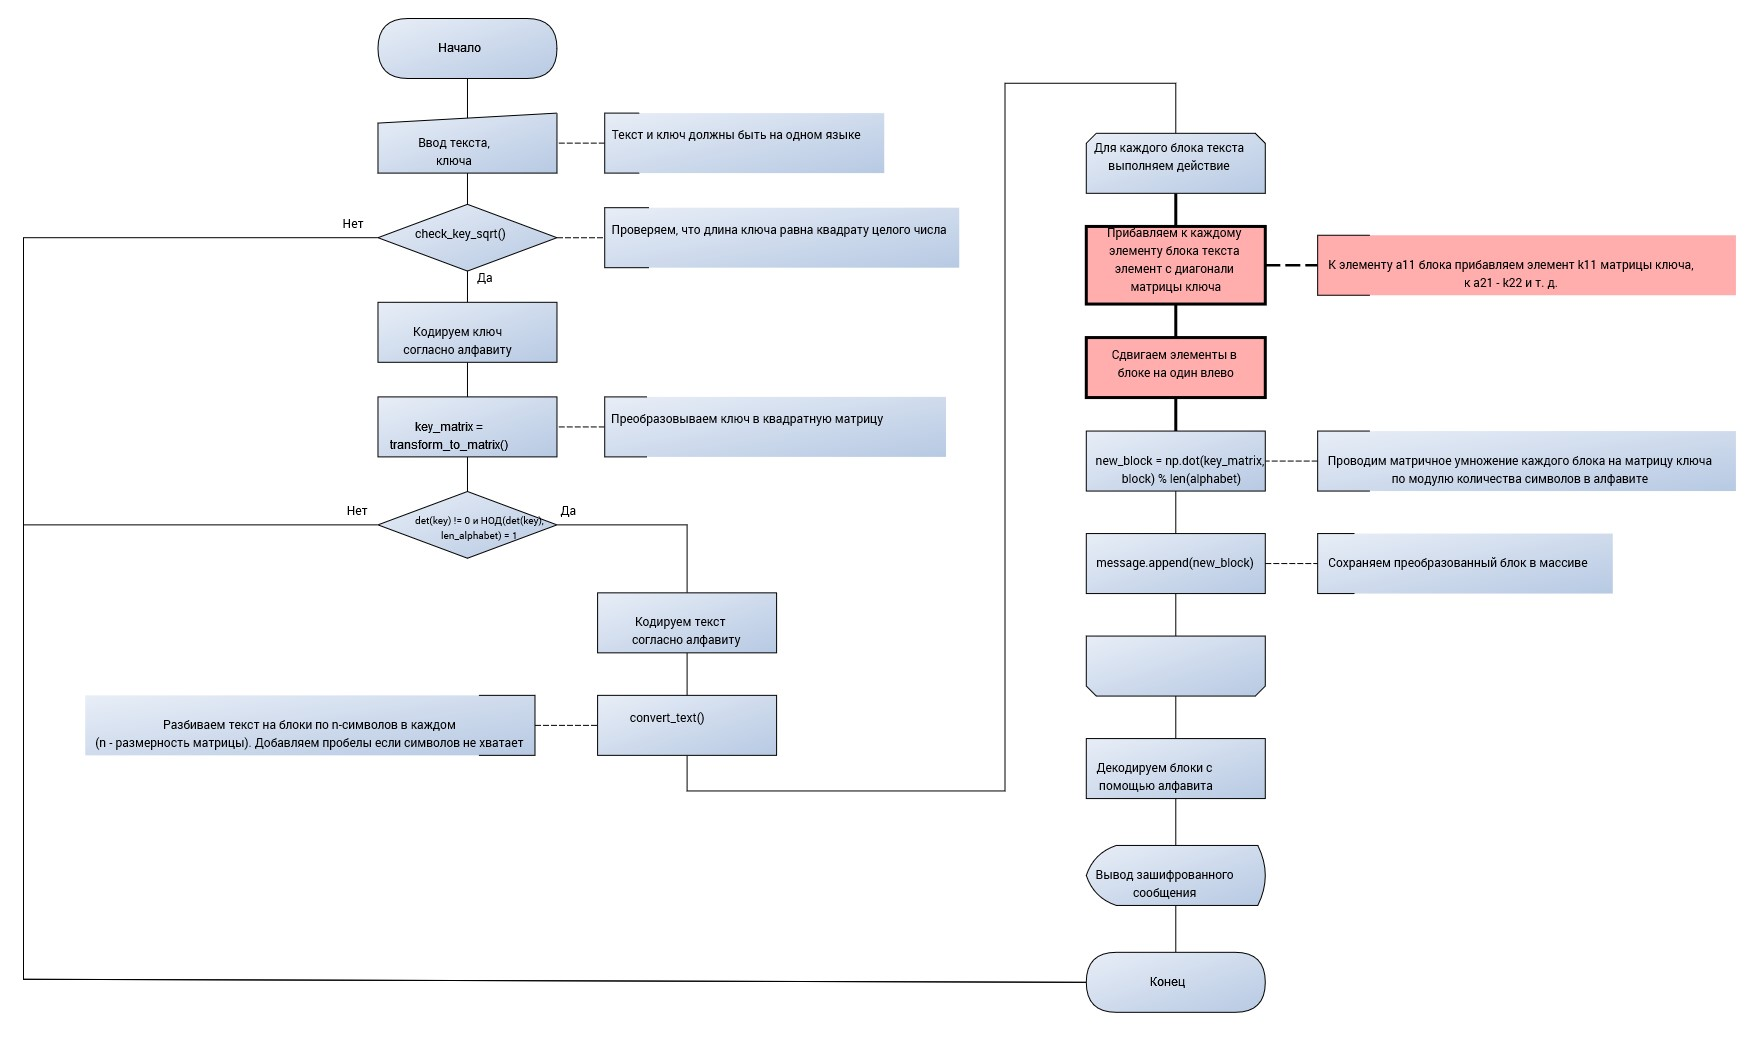 Начало
Ввод текста,
ключа
Текст и ключ должны быть на одном языке
Нет
check_key_sqrt()
Проверяем, что длина ключа равна квадрату целого числа
Да
Кодируем ключ
согласно алфавиту
key_matrix =
transform_to_matrix()
Преобразовываем ключ в квадратную матрицу
Нет
det(key) != 0 и НОД(det(key),
len_alphabet) = 1
Да
Кодируем текст
согласно алфавиту
convert_text()
Разбиваем текст на блоки по n-символов в каждом
(n - размерность матрицы). Добавляем пробелы если символов не хватает
Для каждого блока текста
выполняем действие
Прибавляем к каждому
элементу блока текста
элемент с диагонали
матрицы ключа
К элементу a11 блока прибавляем элемент k11 матрицы ключа,
к a21 - k22 и т. д.
Сдвигаем элементы в
блоке на один влево
new_block = np.dot(key_matrix,
block) % len(alphabet)
Проводим матричное умножение каждого блока на матрицу ключа
по модулю количества символов в алфавите
message.append(new_block)
Сохраняем преобразованный блок в массиве
Декодируем блоки с
помощью алфавита
Вывод зашифрованного
сообщения
Конец